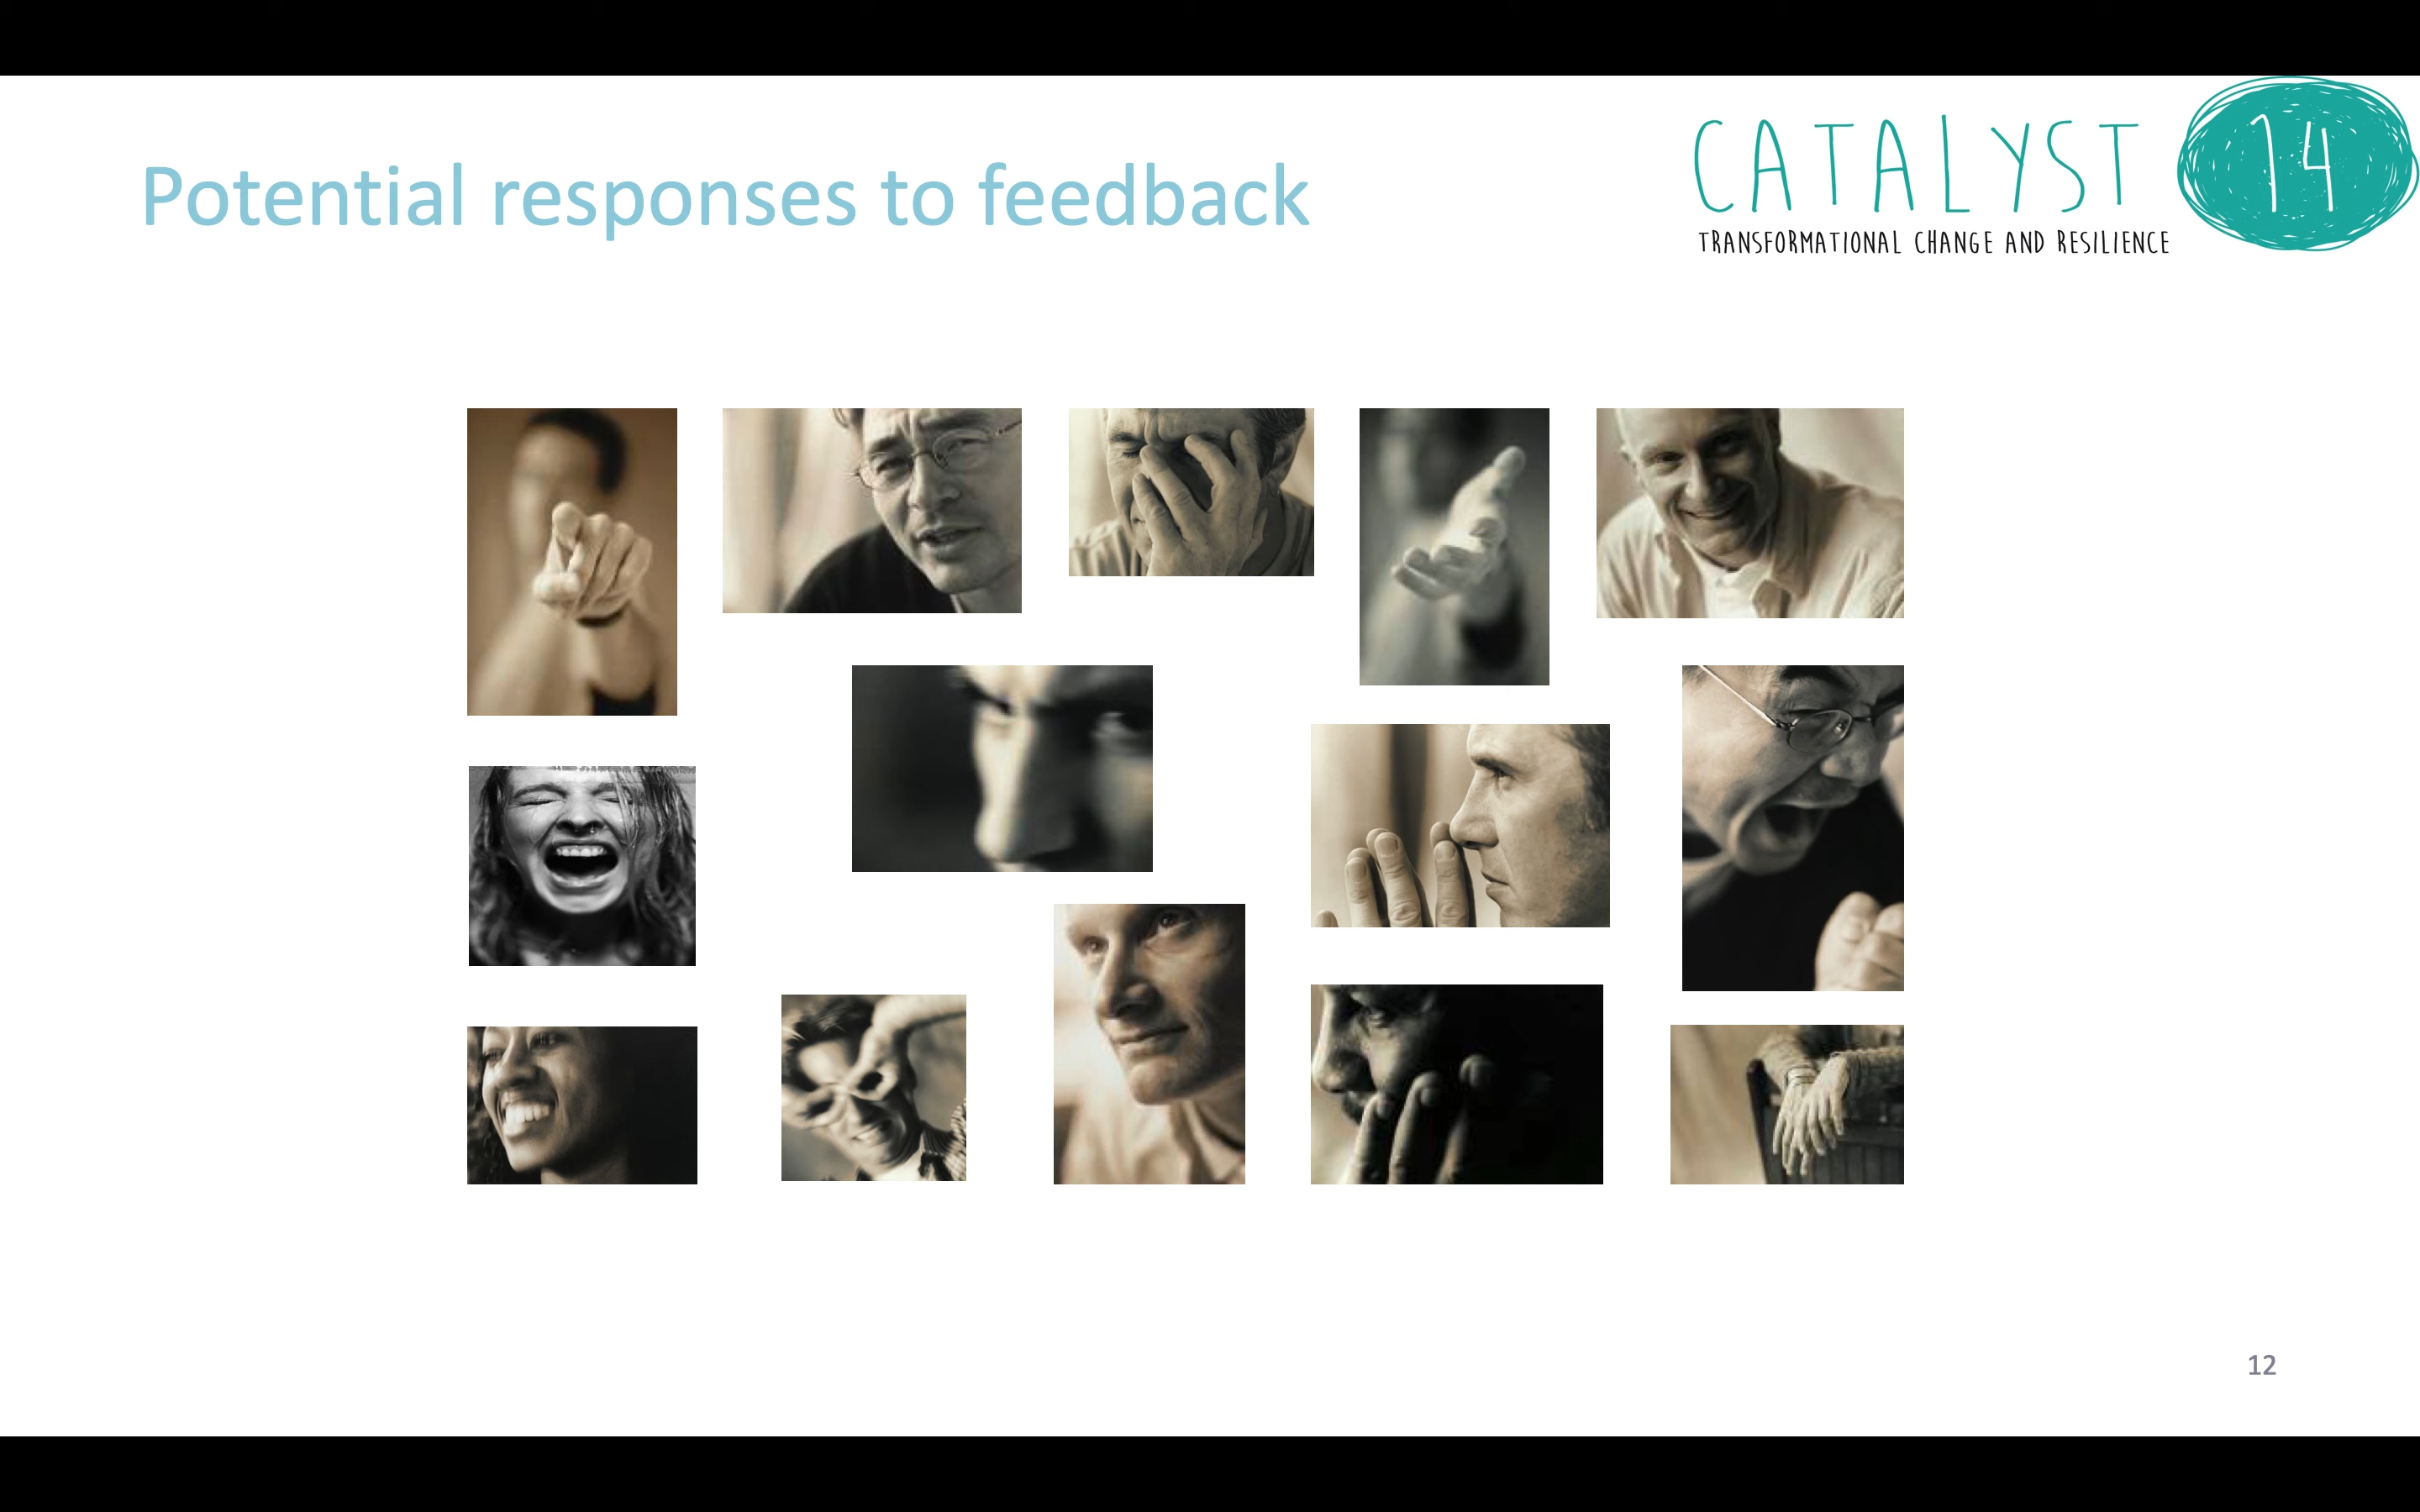 Potential responses to feedback
CATALYST 14
TRANSFORMATIONAL CHANGE AND RESILIENCE
12